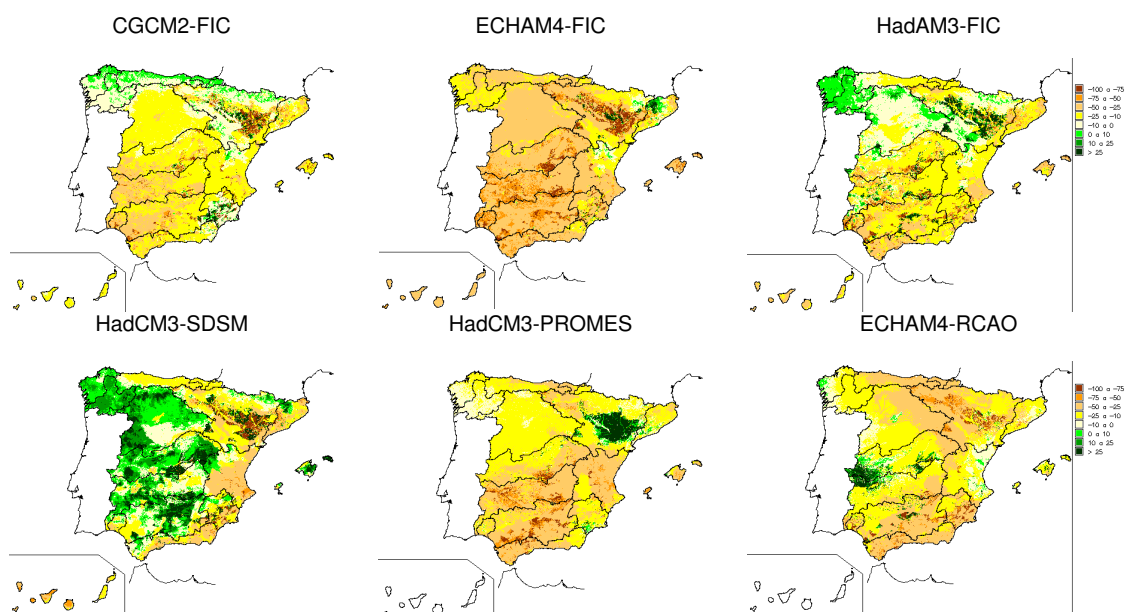 CGCM2-FIC
ECHAM4-FIC
HadAM3-FIC
-100 a -75
-75 a -50
-50 a -25
-25 a -10
-10 a 0
0 a 10
10 a 25
> 25
HadCM3-SDSM
HadCM3-PROMES
ECHAM4-RCAO
-100 a -75
-75 a -50
-50 a -25
-25 a -10
-10 a 0
0 a 10
10 a 25
> 25